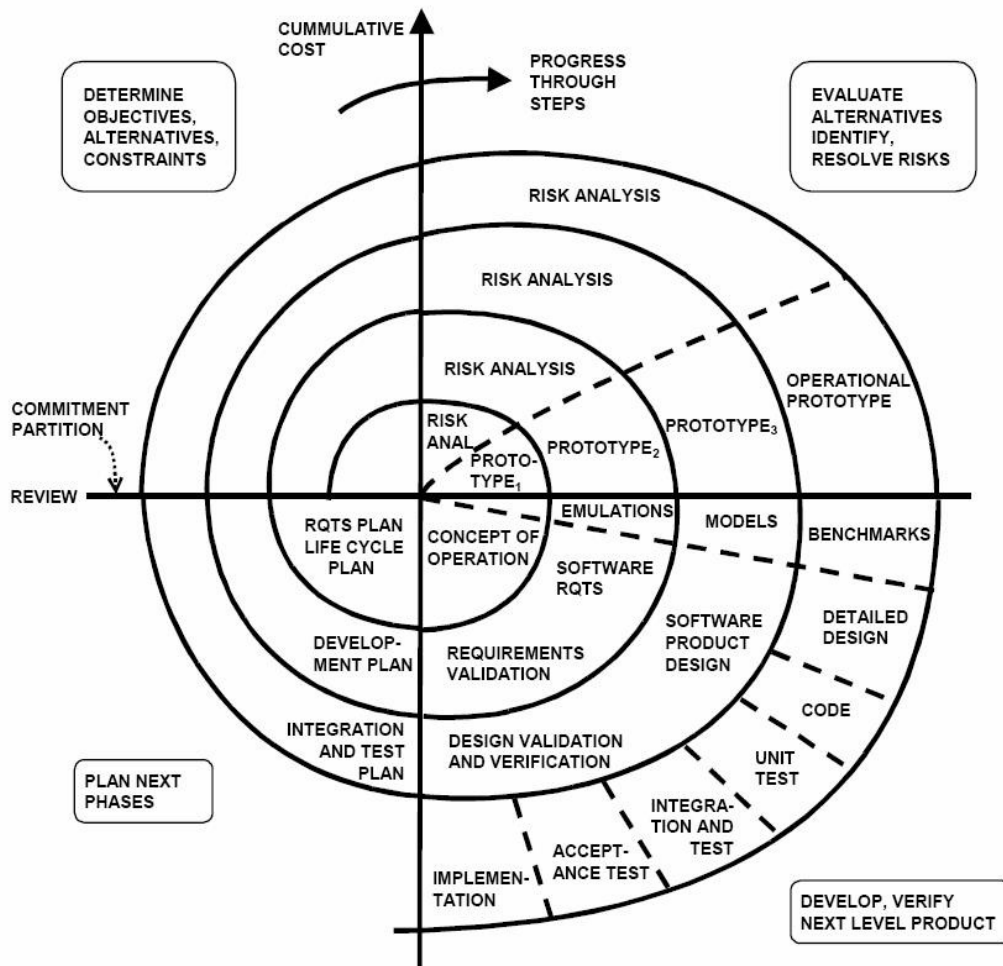 CUMMULATIVE
COST
PROGRESS
THROUGH
STEPS
DETERMINE
OBJECTIVES,
ALTERNATIVES,
CONSTRAINTS
EVALUATE
ALTERNATIVES
IDENTIFY,
RESOLVE RISKS
RISK ANALYSIS
RISK ANALYSIS
RISK ANALYSIS
RISK
ANAL.
PROTO-
TYPE1
PROTOTYPE2
PROTOTYPE3
OPERATIONAL
PROTOTYPE
COMMITMENT
PARTITION
REVIEW
RQTS PLAN
LIFE CYCLE
PLAN
CONCEPT OF
OPERATION
EMULATIONS
MODELS
BENCHMARKS
SOFTWARE
RQTS
SOFTWARE
PRODUCT
DESIGN
DETAILED
DESIGN
DEVELOP-
MENT PLAN
REQUIREMENTS
VALIDATION
CODE
INTEGRATION
AND TEST
PLAN
DESIGN VALIDATION
AND VERIFICATION
UNIT
TEST
PLAN NEXT
PHASES
INTEGRA-
TION AND
TEST
ACCEPT-
ANCE TEST
IMPLEMEN-
TATION
DEVELOP, VERIFY
NEXT LEVEL PRODUCT